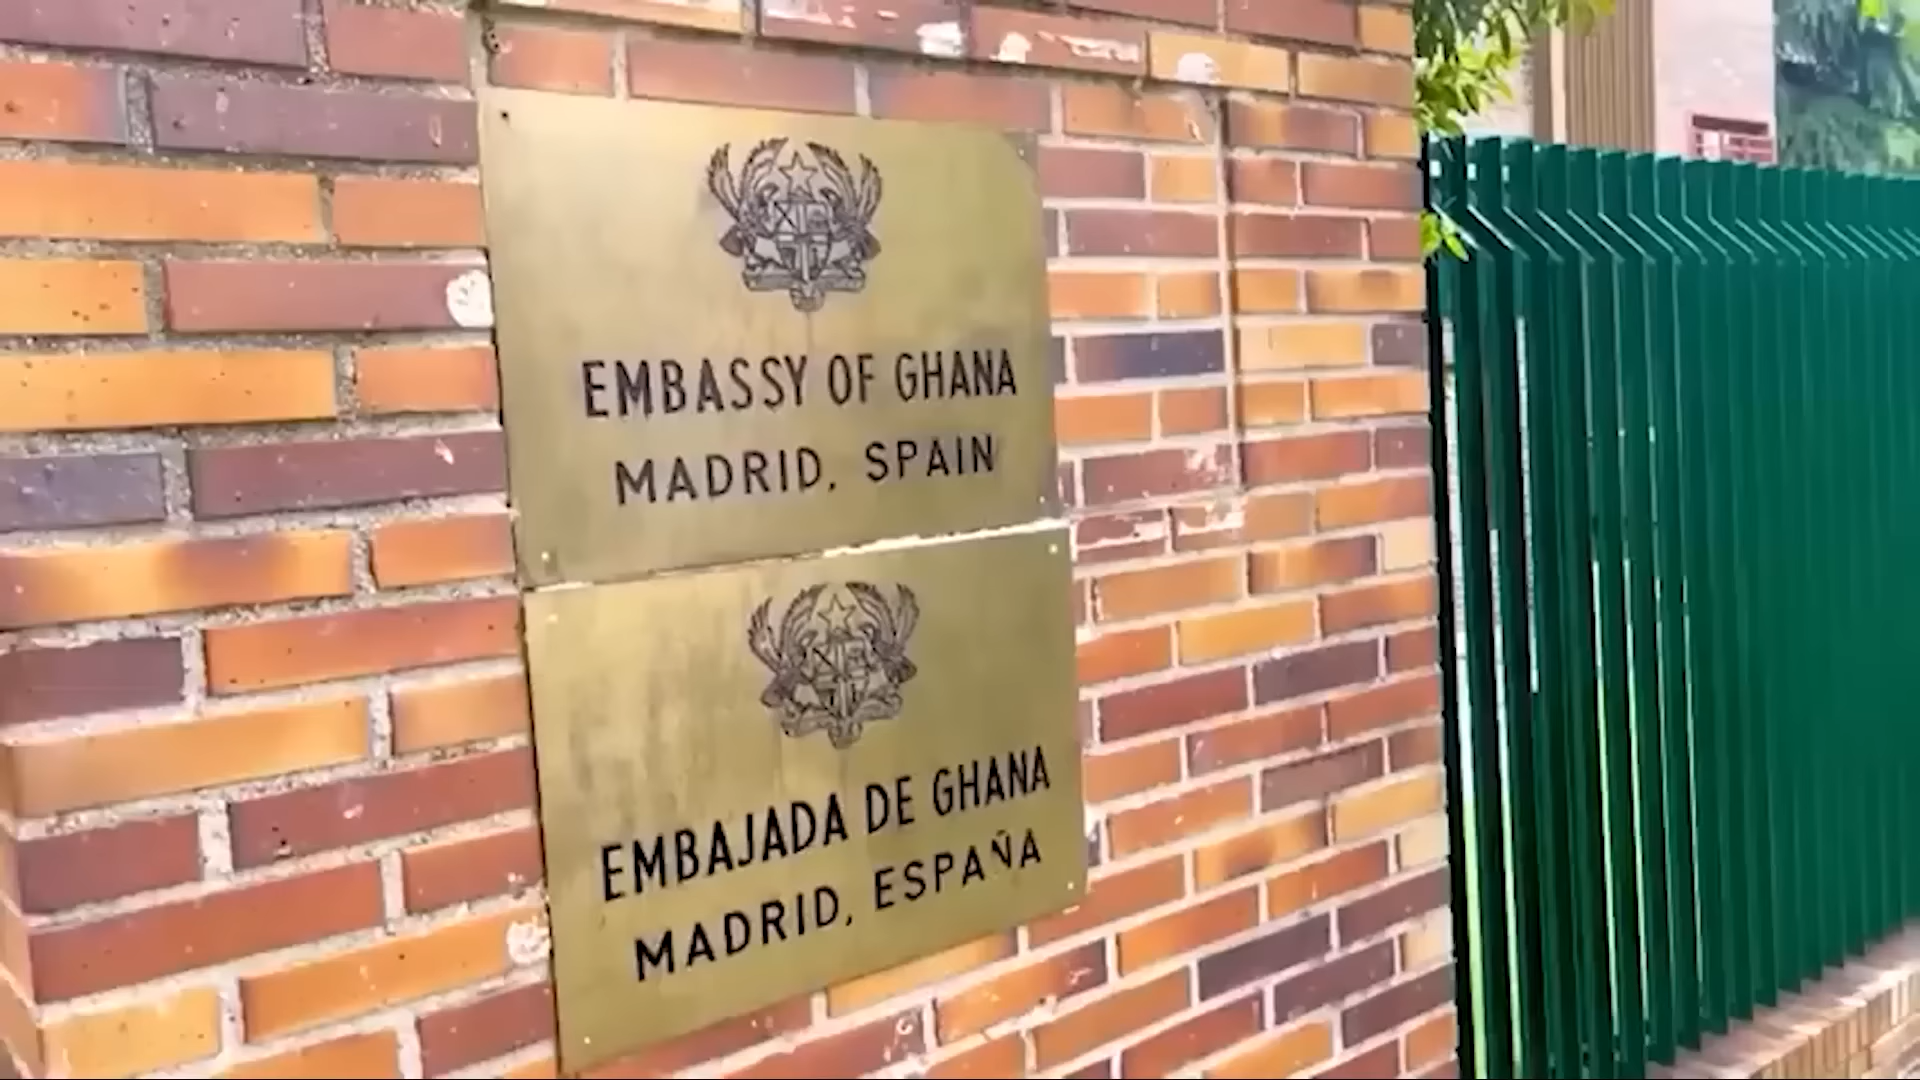 EMBASSY OF GHANA
MADRID, SPAIN
EMBAJADA DE GHANA
MADRID, ESPAÑA